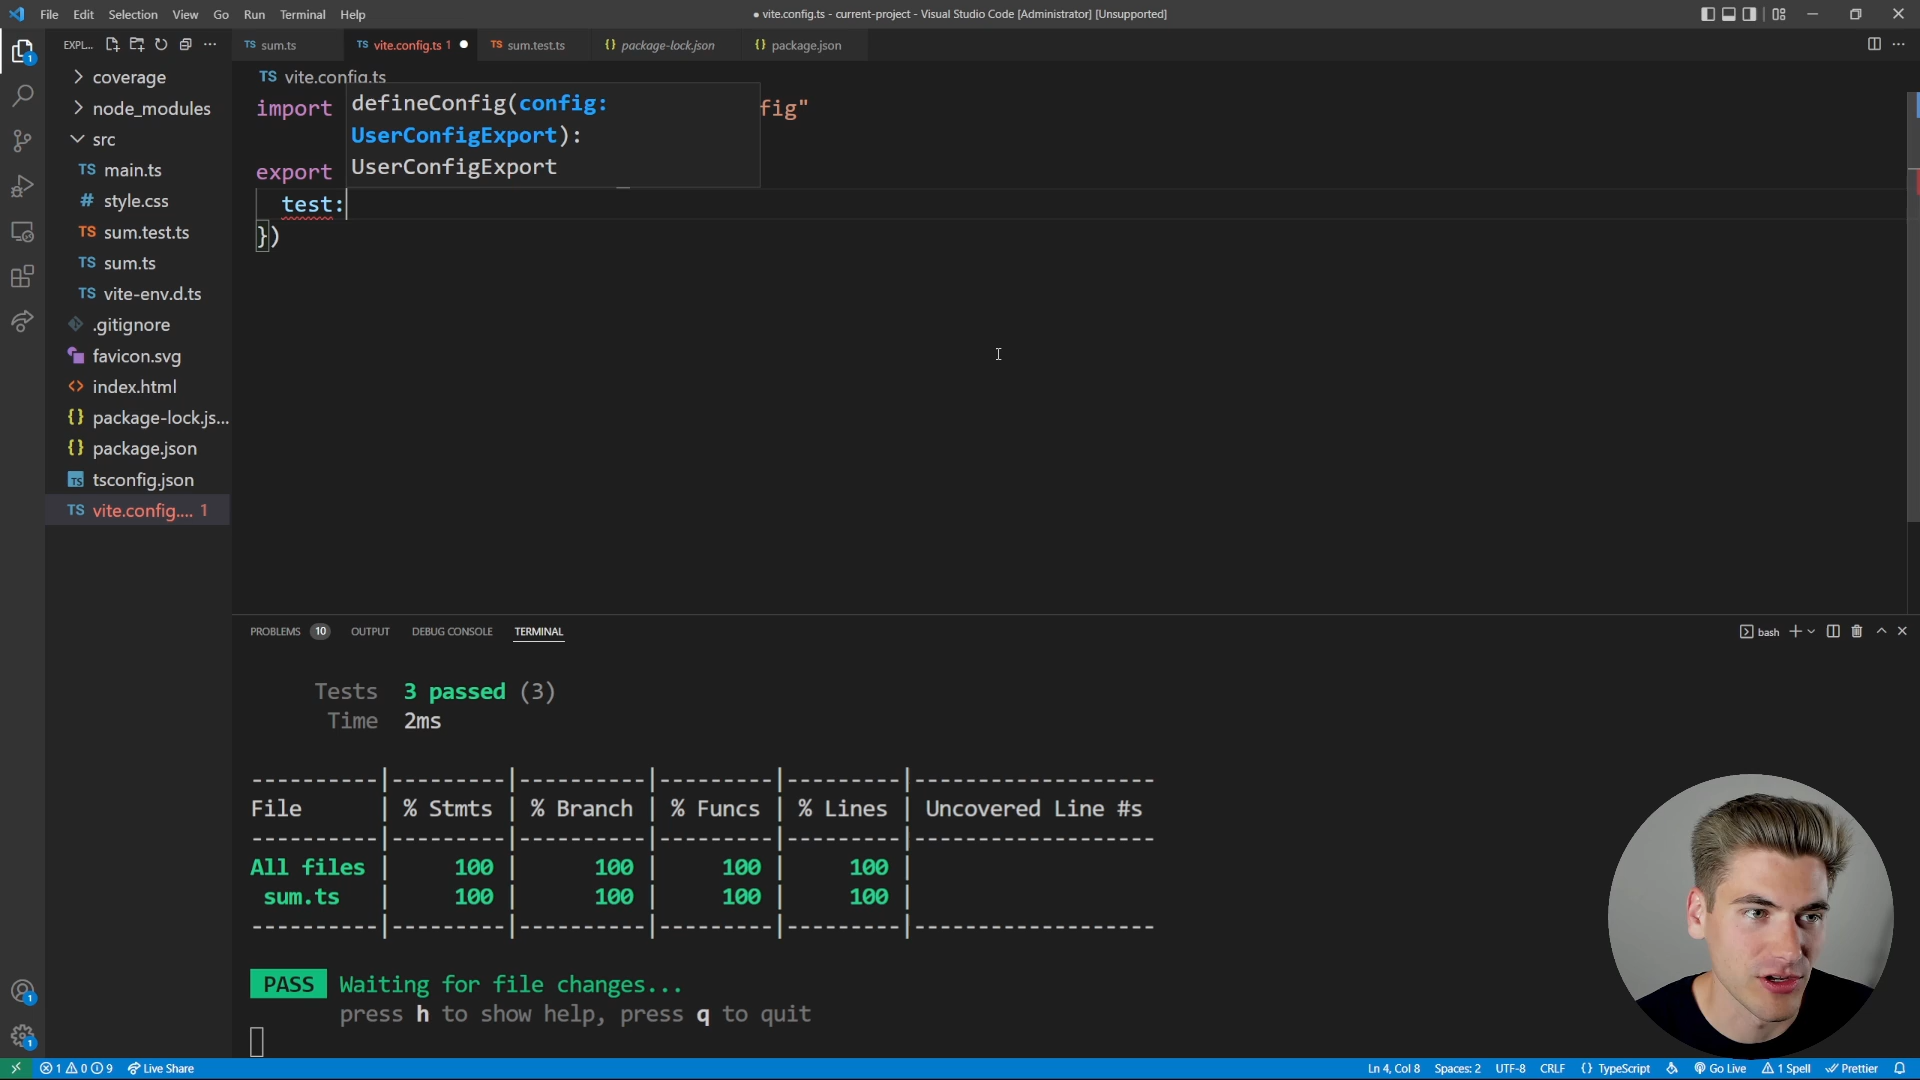 File Edit Selection View Go Run Terminal Help
● vite.config.ts - current-project - Visual Studio Code [Administrator] [Unsupported]
EXPL...
TS sum.ts
TS vite.config.ts 1 ●
TS sum.test.ts
{} package-lock.json
{} package.json
1
coverage
node_modules
src
TS main.ts
# style.css
TS sum.test.ts
TS sum.ts
TS vite-env.d.ts
.gitignore
favicon.svg
<> index.html
{} package-lock.js...
{} package.json
TS tsconfig.json
TS vite.config.... 1
TS vite.config.ts
import fig"
defineConfig(config:
UserConfigExport):
UserConfigExport
export
test:
})
PROBLEMS 10 OUTPUT DEBUG CONSOLE TERMINAL
bash
Tests 3 passed (3)
Time 2ms
----------|---------|----------|---------|---------|-------------------
File | % Stmts | % Branch | % Funcs | % Lines | Uncovered Line #s
----------|---------|----------|---------|---------|-------------------
All files | 100 | 100 | 100 | 100 |
sum.ts | 100 | 100 | 100 | 100 |
----------|---------|----------|---------|---------|-------------------
PASS Waiting for file changes...
press h to show help, press q to quit
1
1
1 0 9 Live Share
Ln 4, Col 8 Spaces: 2 UTF-8 CRLF {} TypeScript Go Live 1 Spell Prettier